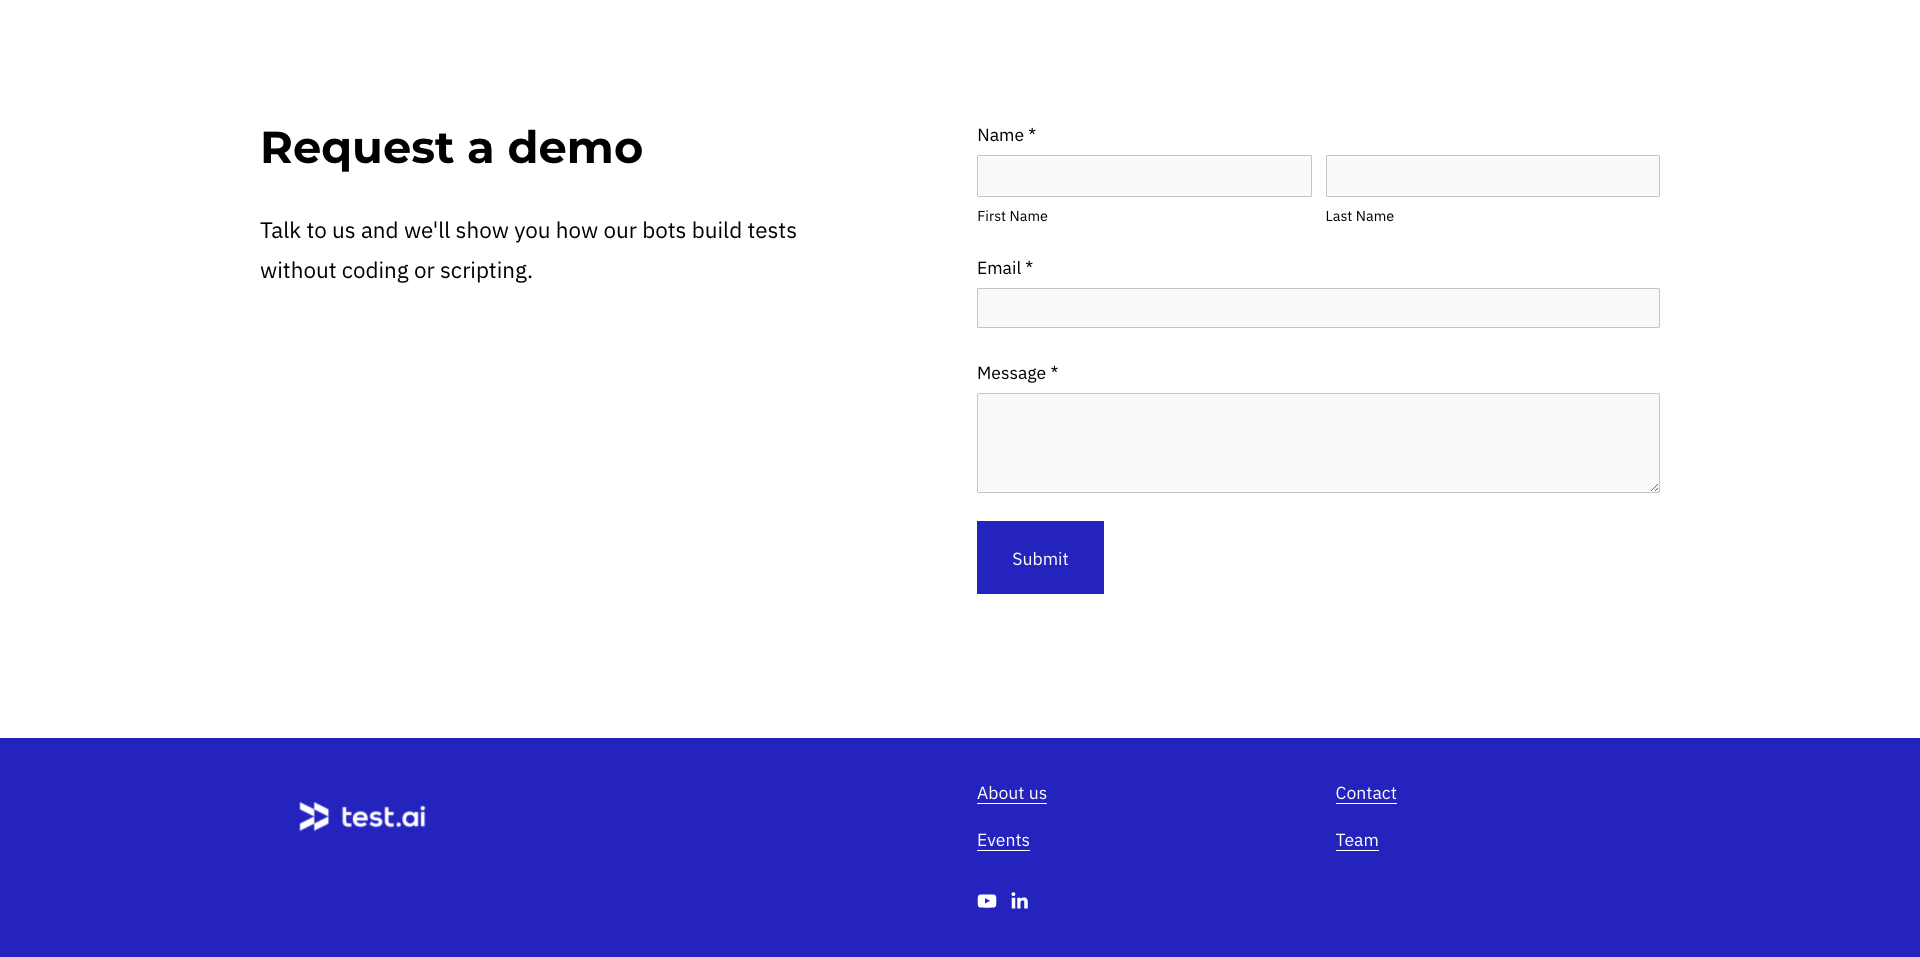 Request a demo
Talk to us and we'll show you how our bots build tests
without coding or scripting.
Name *
First Name
Last Name
Email *
Message *
Submit
test.ai
About us
Contact
Events
Team
in